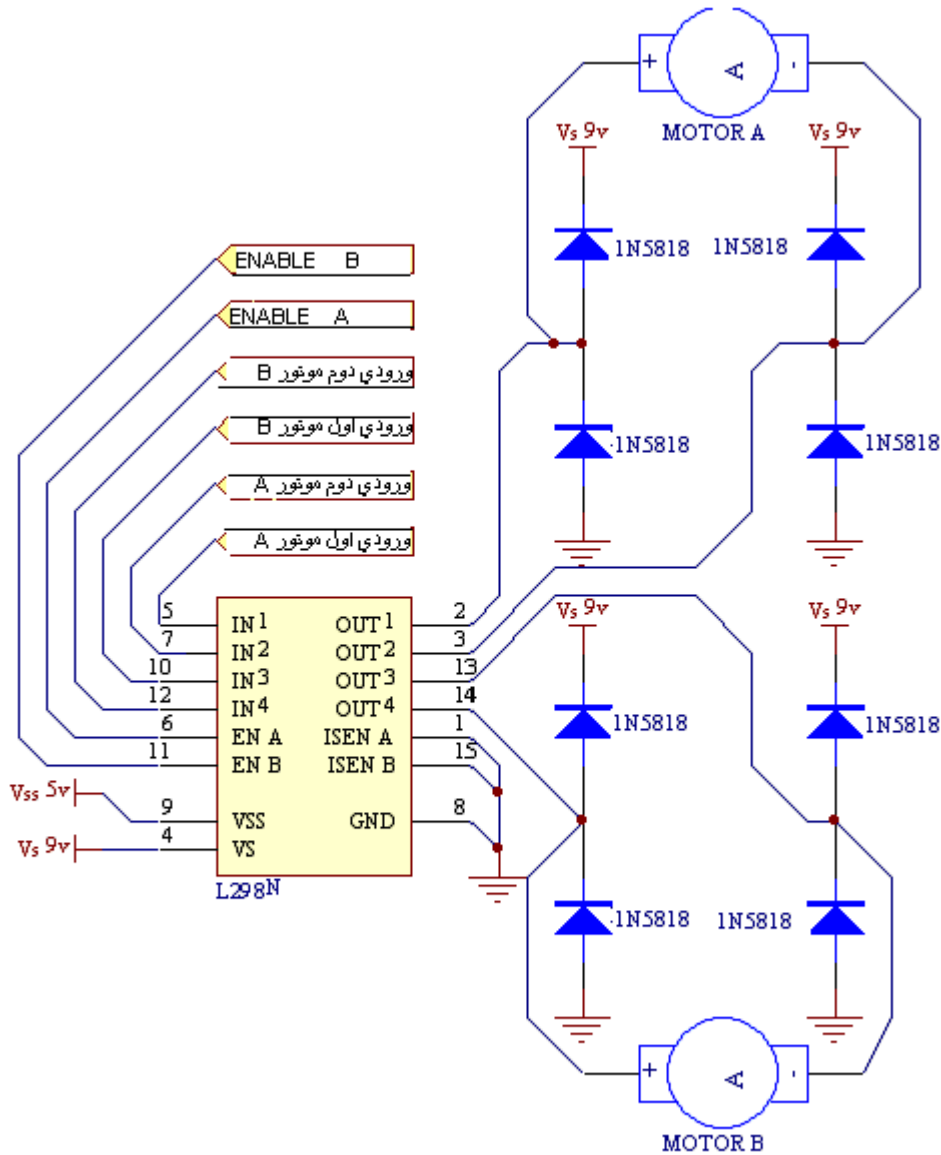 MOTOR A
+ A -
Vs 9v Vs 9v
1N5818 1N5818
1N5818 1N5818
ENABLE B
ENABLE A
ورودي دوم موتور B
ورودي اول موتور B
ورودي دوم موتور A
ورودي اول موتور A
5 IN1 OUT1 2
7 IN2 OUT2 3
10 IN3 OUT3 13
12 IN4 OUT4 14
6 EN A ISEN A 1
11 EN B ISEN B 15
Vss 5v 9 VSS GND 8
Vs 9v 4 VS
L298N
Vs 9v Vs 9v
1N5818 1N5818
1N5818 1N5818
+ A -
MOTOR B